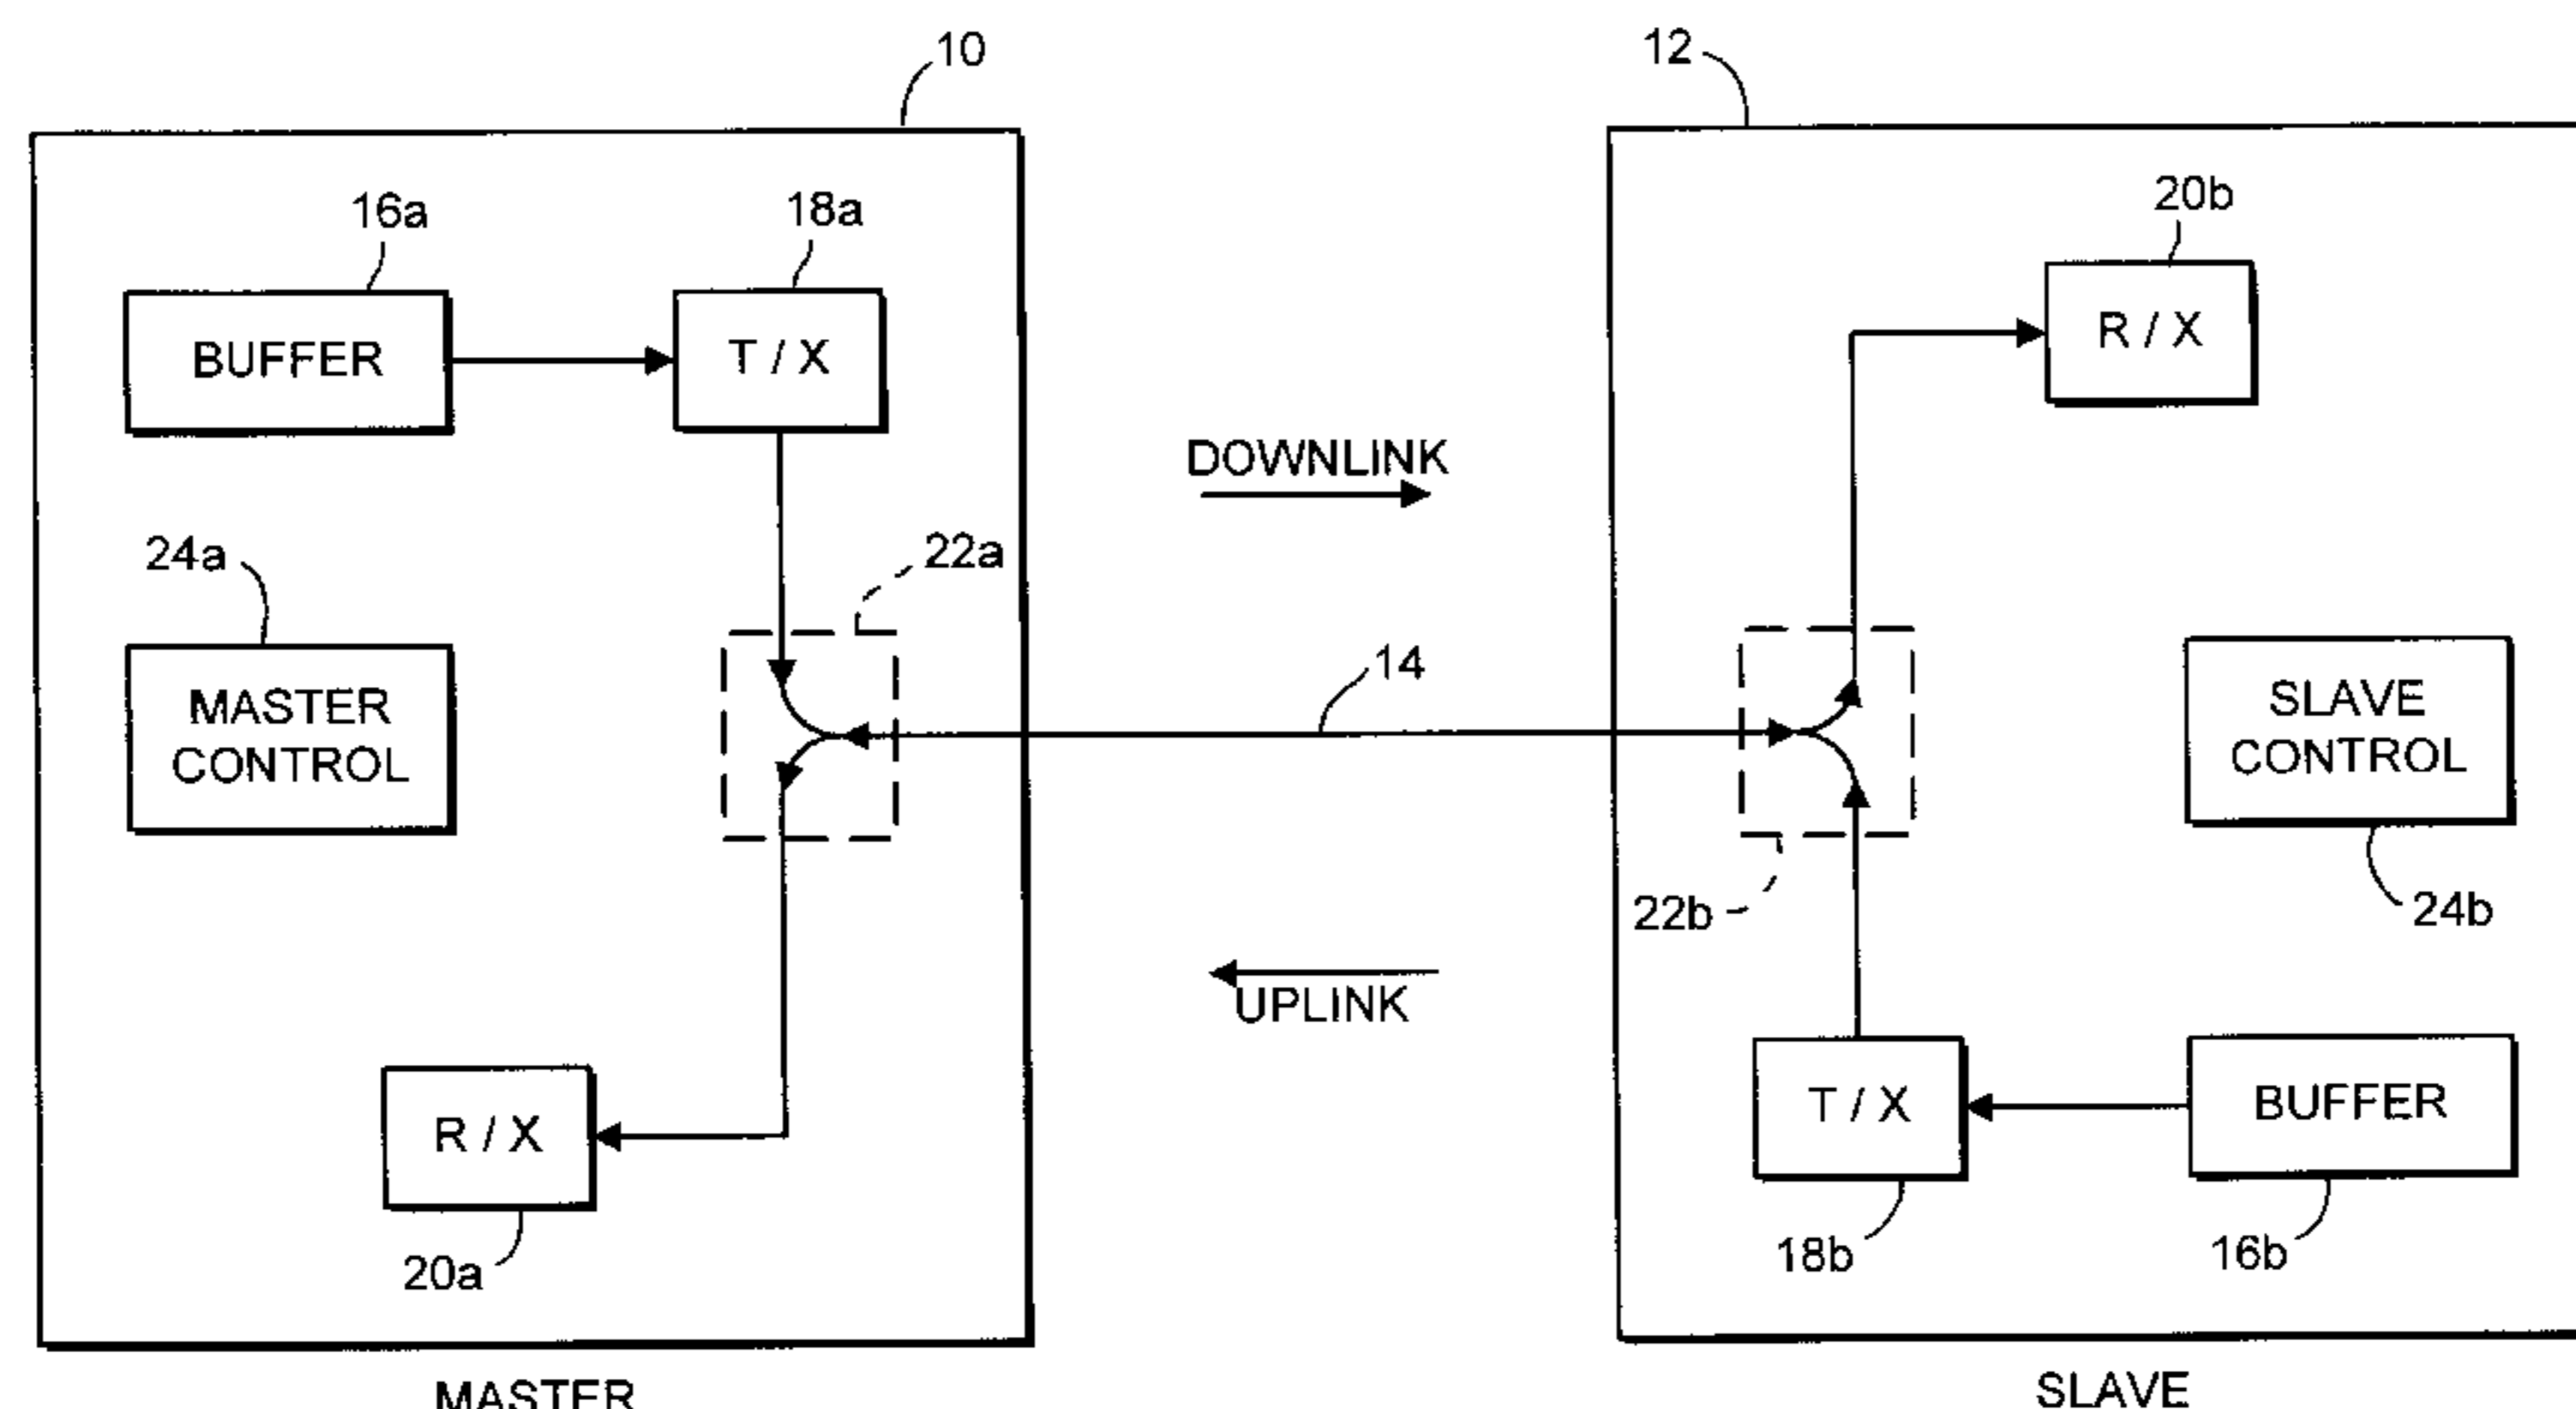 10
12
16a
18a
20b
BUFFER
T / X
R / X
DOWNLINK
24a
22a
14
MASTER
CONTROL
SLAVE
CONTROL
22b
24b
UPLINK
R / X
T / X
BUFFER
20a
18b
16b
MASTER
SLAVE